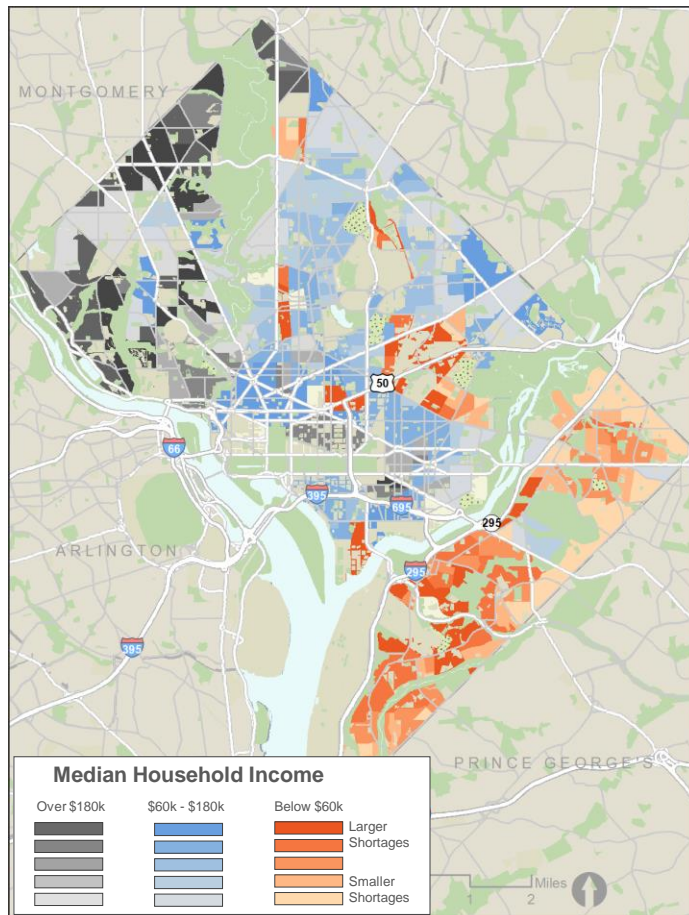 MONTGOMERY
50
66
395
695
295
ARLINGTON
295
395
PRINCE GEORGE'S
Median Household Income
Over $180k
$60k - $180k
Below $60k
Larger
Shortages
Smaller
Shortages
Miles
1
2